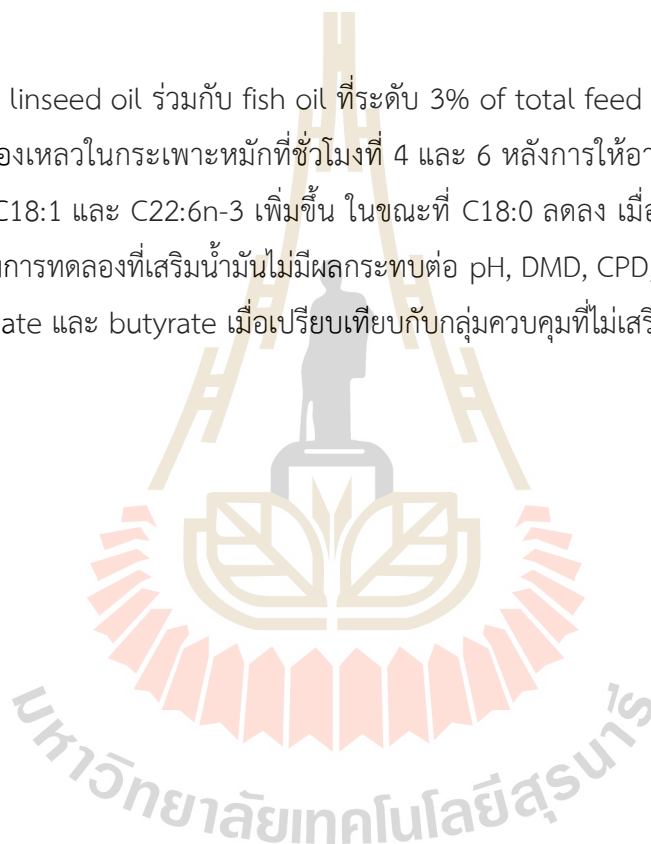 linseed oil ร่วมกับ fish oil ที่ระดับ 3% of total feed
องเหลวในกระเพาะหมักที่ชั่วโมงที่ 4 และ 6 หลังการให้อา
C18:1 และ C22:6n-3 เพิ่มขึ้น ในขณะที่ C18:0 ลดลง เมื่อ
การทดลองที่เสริมน้ำมันไม่มีผลกระทบต่อ pH, DMD, CPD,
ate และ butyrate เมื่อเปรียบเทียบกับกลุ่มควบคุมที่ไม่เสริ
มหาวิทยาลัยเทคโนโลยีสุรนารี